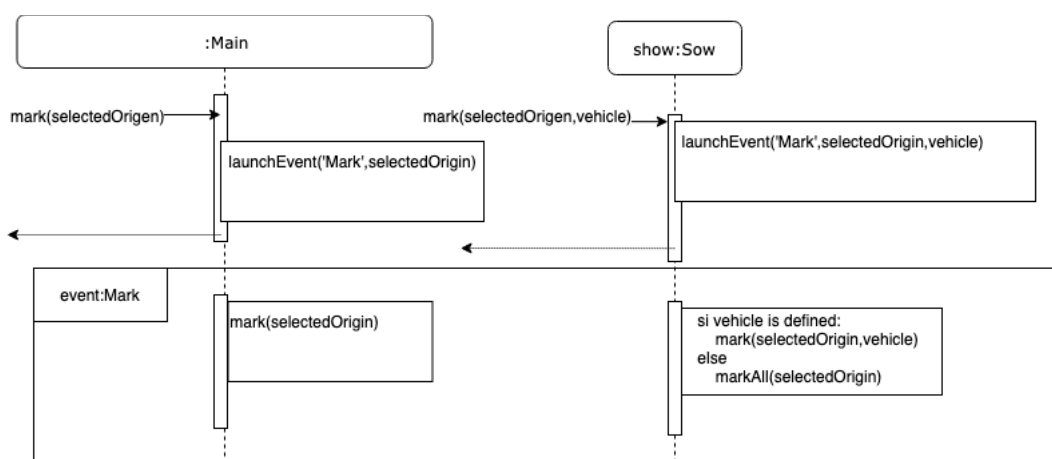 :Main
show:Sow
mark(selectedOrigen)
mark(selectedOrigen,vehicle)
launchEvent('Mark',selectedOrigin)
launchEvent('Mark',selectedOrigin,vehicle)
event:Mark
mark(selectedOrigin)
si vehicle is defined:
mark(selectedOrigin,vehicle)
else
markAll(selectedOrigin)